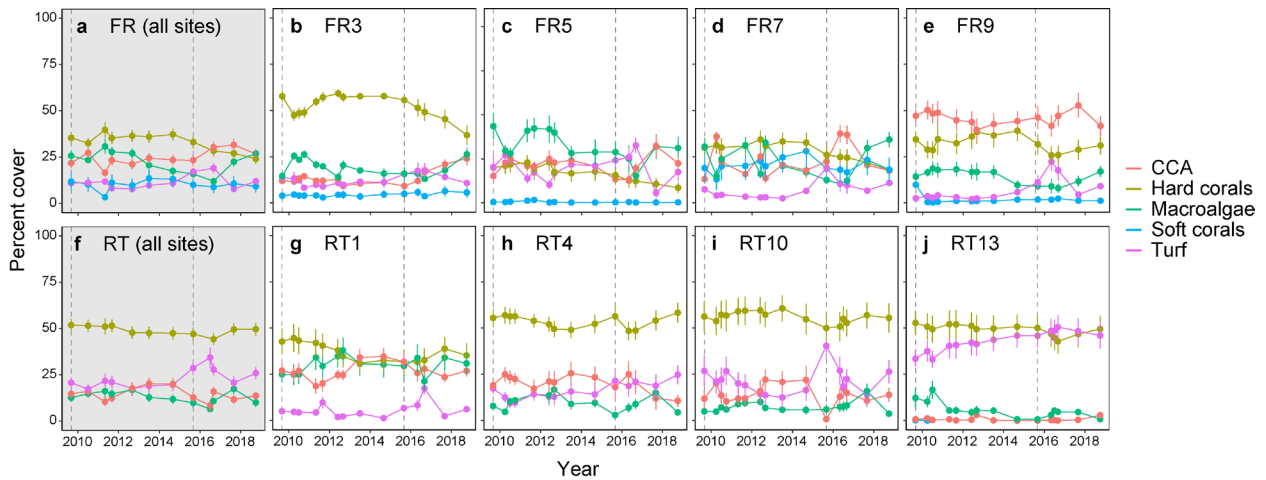 a FR (all sites)
b FR3
c FR5
d FR7
e FR9
100
75
50
25
0
f RT (all sites)
g RT1
h RT4
i RT10
j RT13
100
75
50
25
0
2010 2012 2014 2016 2018
2010 2012 2014 2016 2018
2010 2012 2014 2016 2018
2010 2012 2014 2016 2018
2010 2012 2014 2016 2018
Percent cover
Year
CCA
Hard corals
Macroalgae
Soft corals
Turf